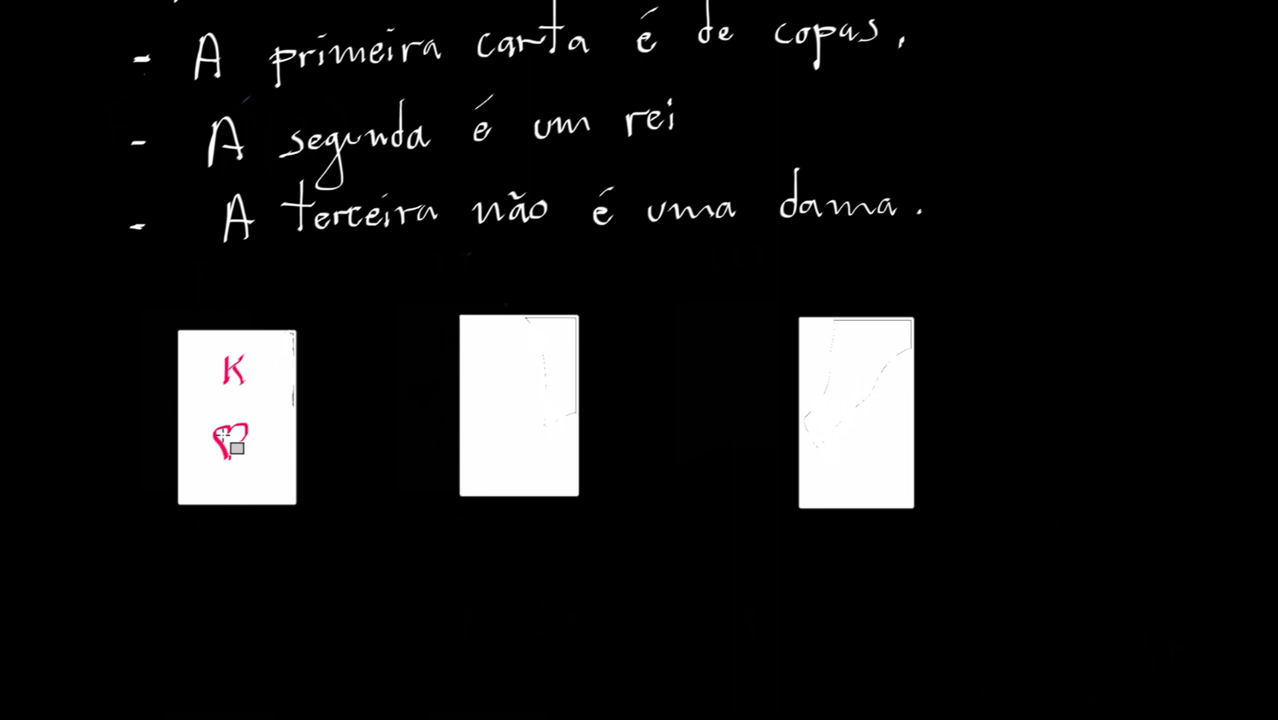 - A primeira carta é de copas.
- A segunda é um rei
- A terceira não é uma dama.
K